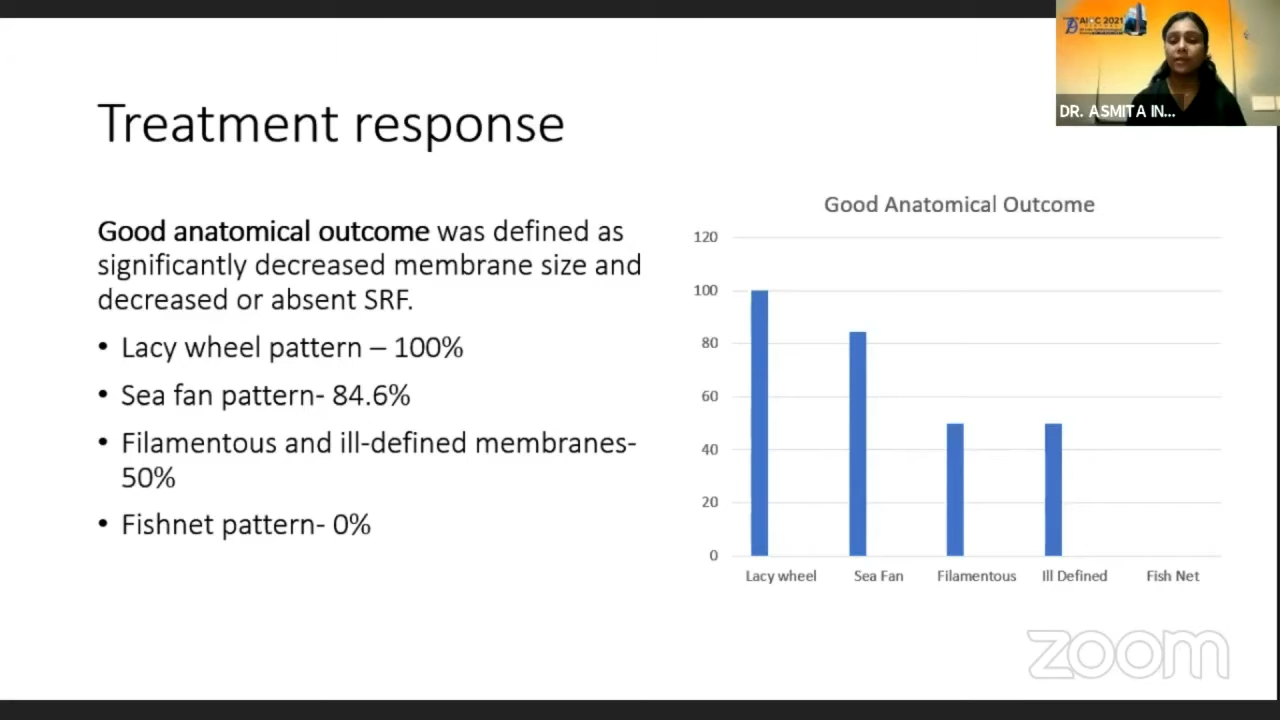 AIOC 2021
DR. ASMITA IN...
Treatment response
Good anatomical outcome was defined as
significantly decreased membrane size and
decreased or absent SRF.
• Lacy wheel pattern – 100%
• Sea fan pattern- 84.6%
• Filamentous and ill-defined membranes-
50%
• Fishnet pattern- 0%
Good Anatomical Outcome
120
100
80
60
40
20
0
Lacy wheel
Sea Fan
Filamentous
Ill Defined
Fish Net
zoom